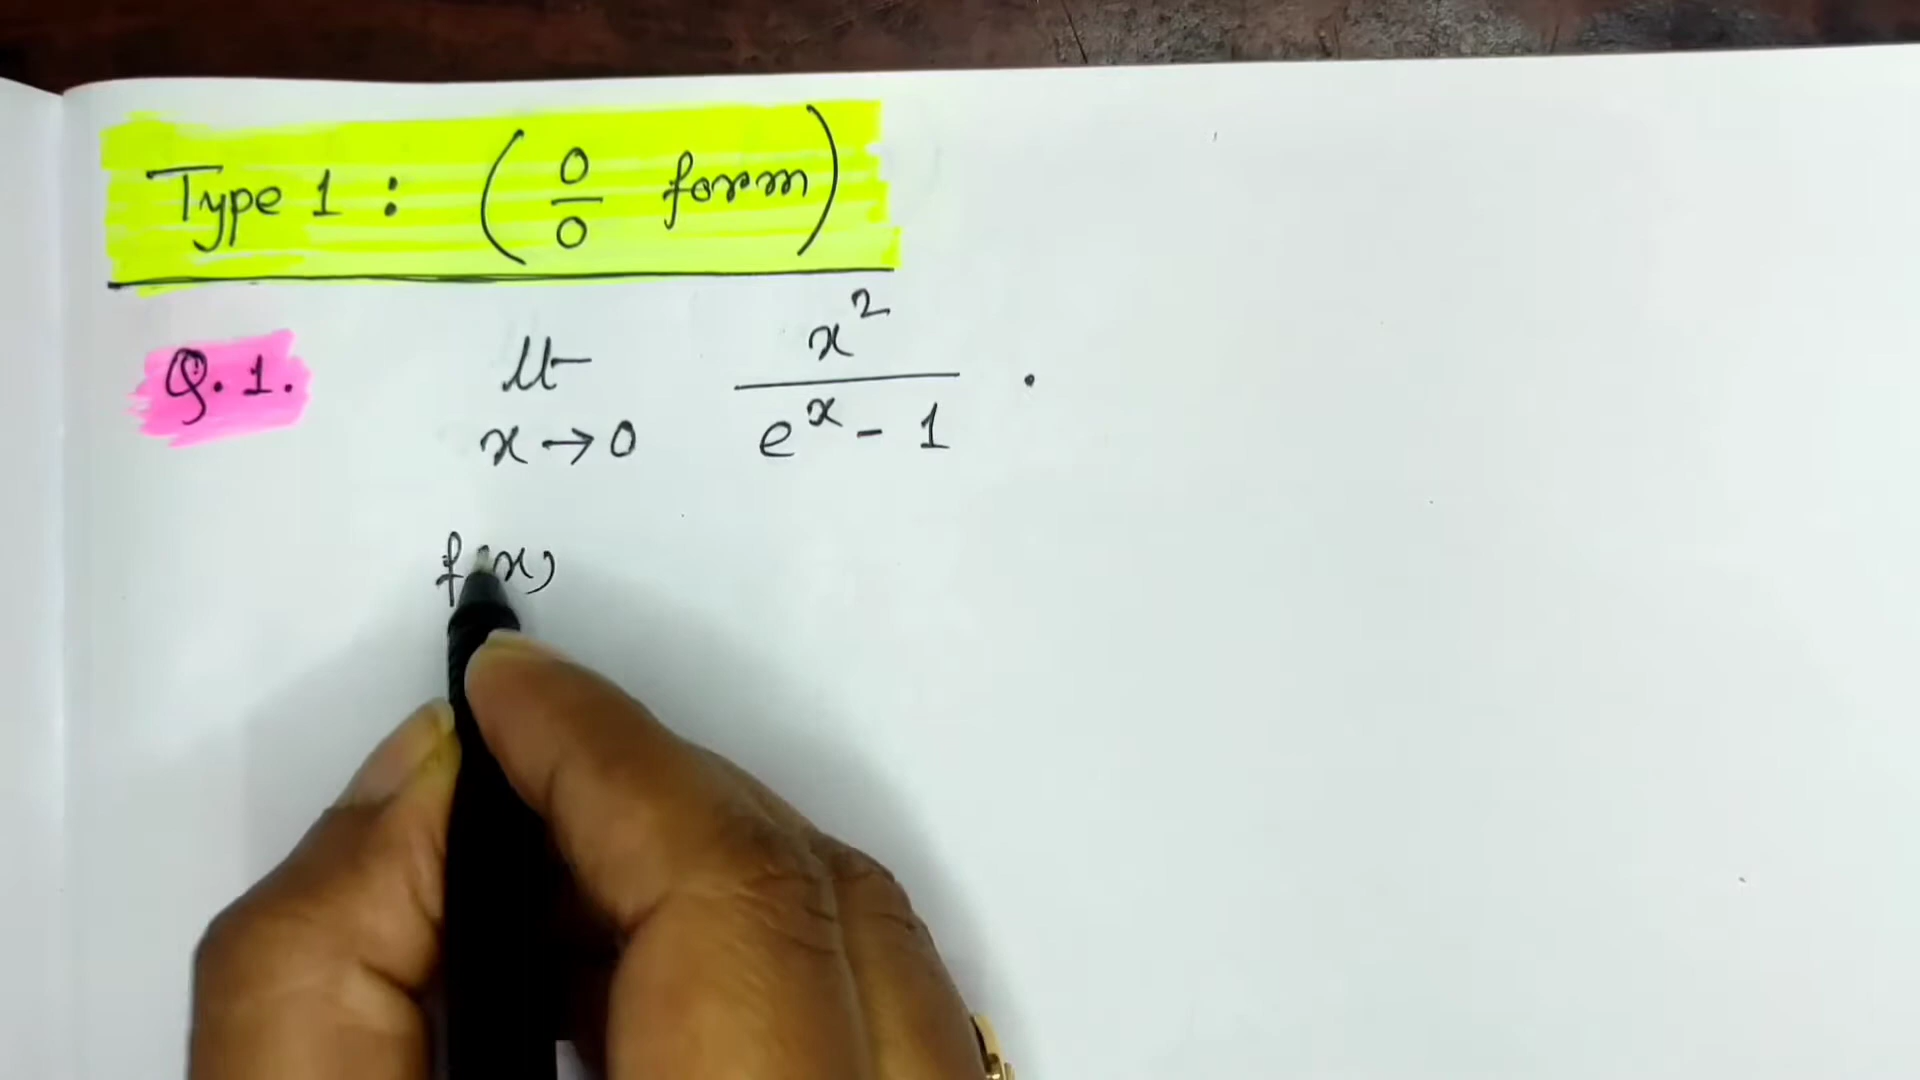 Type 1 : (0/0 form)
Q. 1. lt x→0 x²/(eˣ - 1) .
f(x)